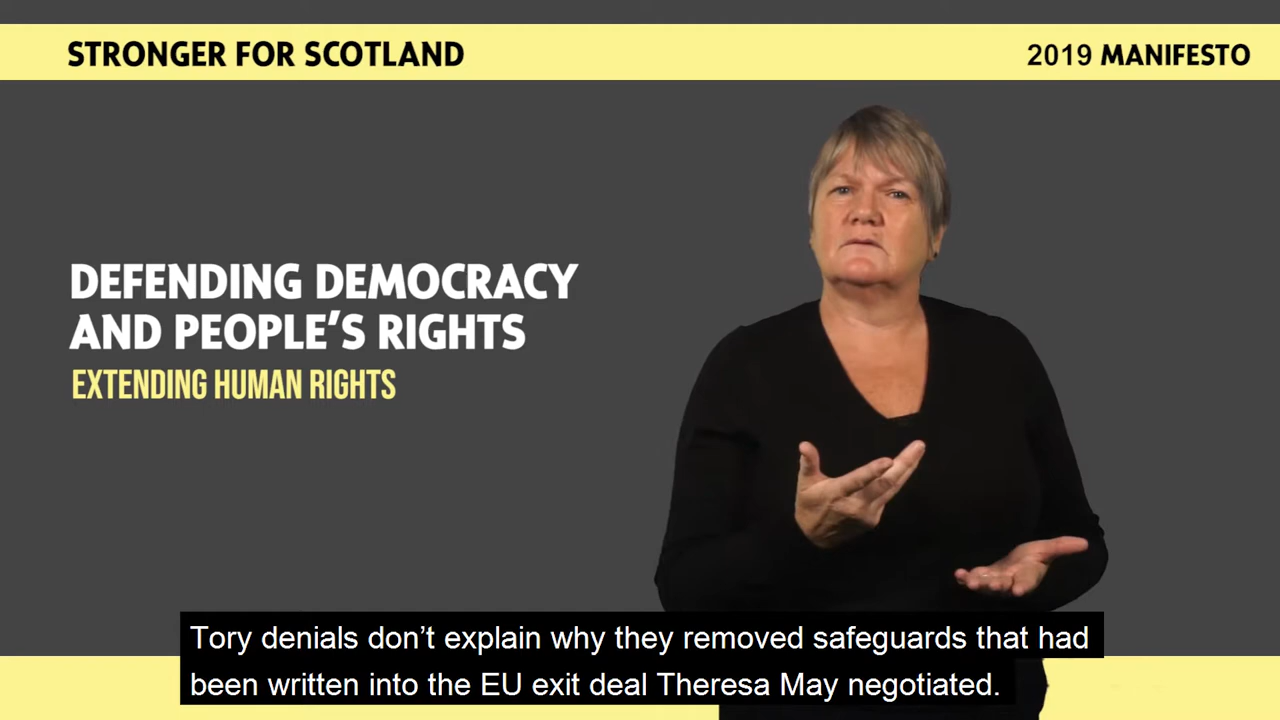 STRONGER FOR SCOTLAND
2019 MANIFESTO
DEFENDING DEMOCRACY
AND PEOPLE’S RIGHTS
EXTENDING HUMAN RIGHTS
Tory denials don’t explain why they removed safeguards that had
been written into the EU exit deal Theresa May negotiated.